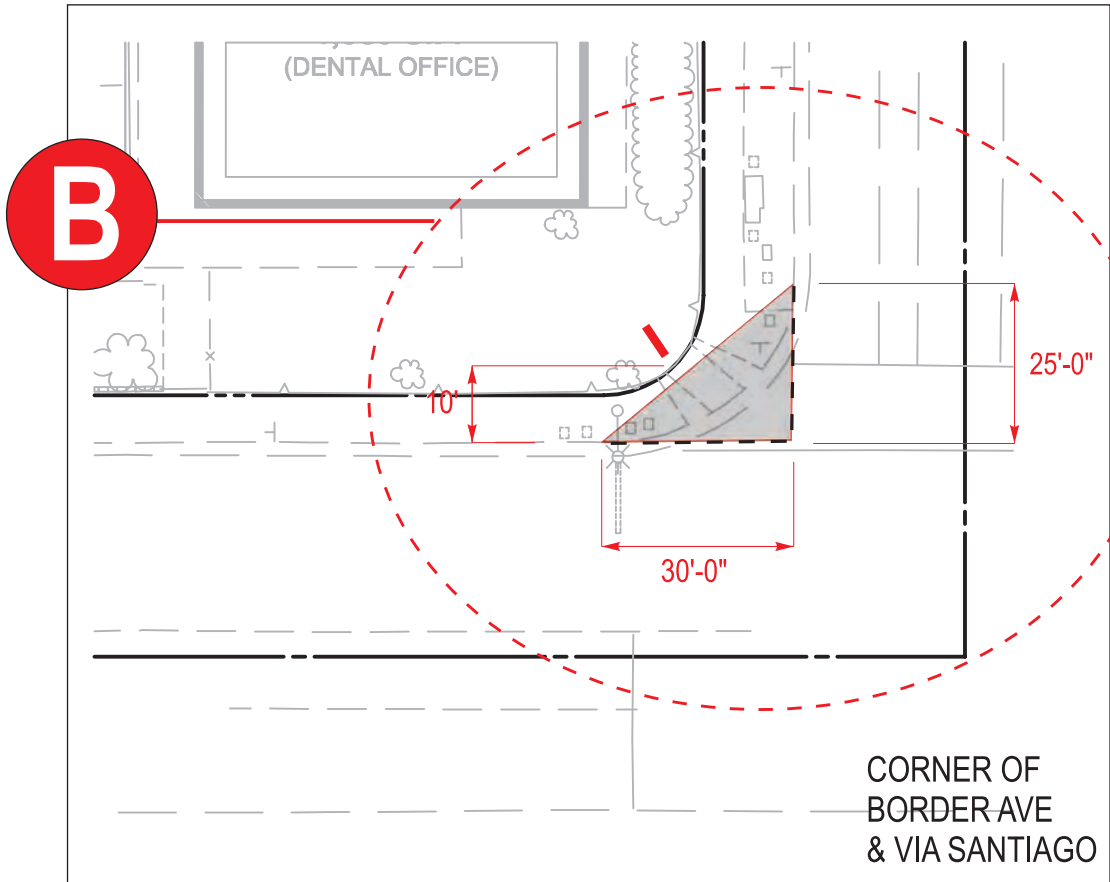 (DENTAL OFFICE)
B
25'-0"
10'
30'-0"
CORNER OF
BORDER AVE
& VIA SANTIAGO